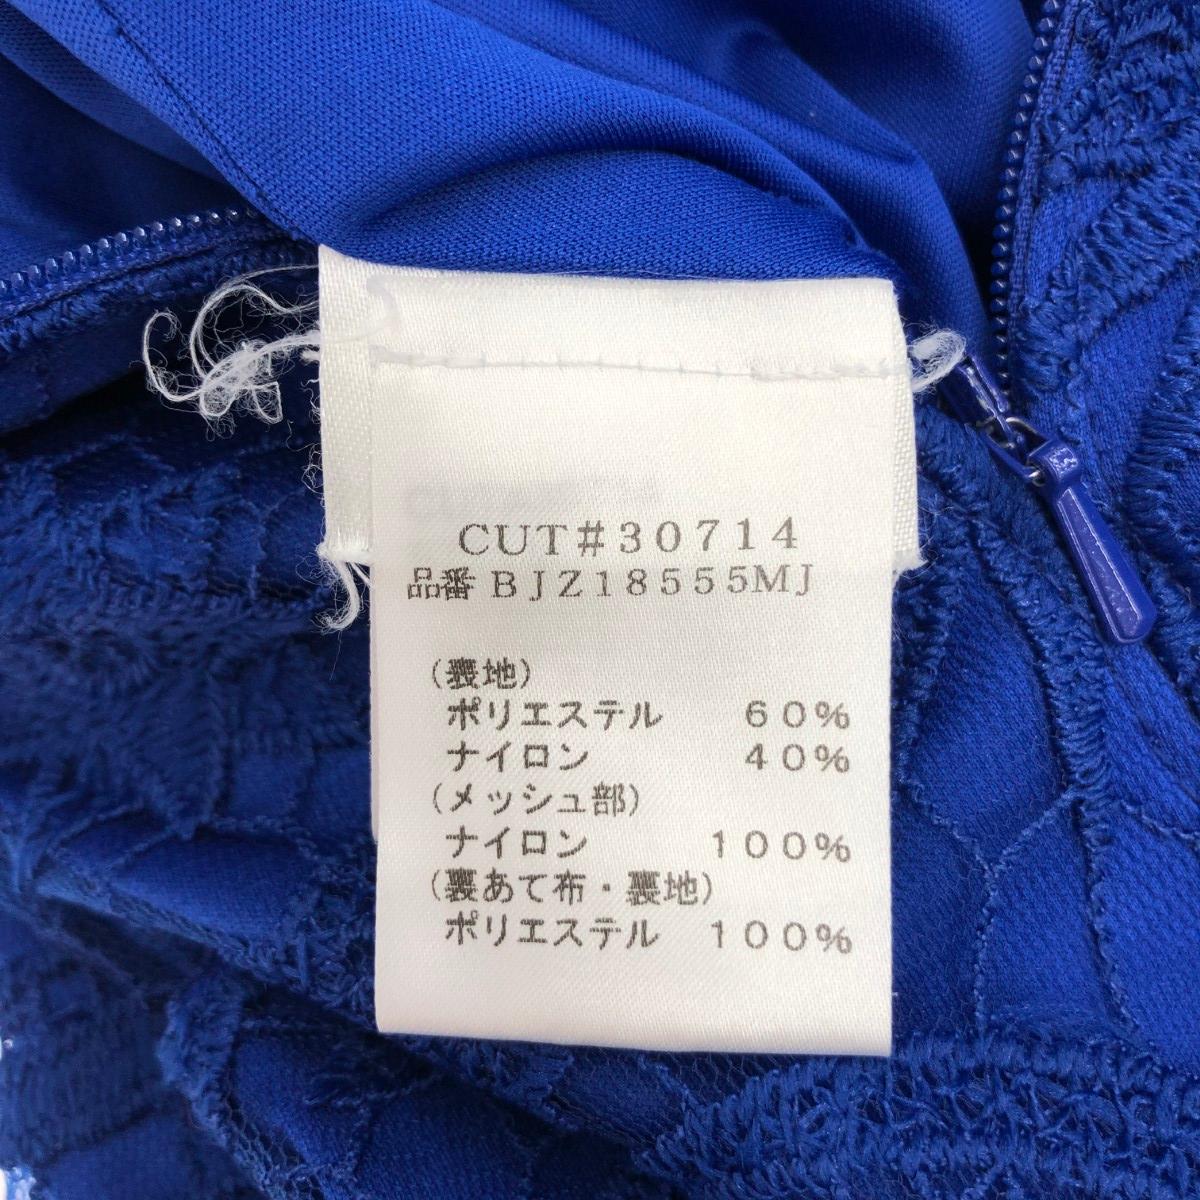 CUT#30714
品番 BJZ18555MJ
(表地)
ポリエステル 60%
ナイロン 40%
(メッシュ部)
ナイロン 100%
(裏あて布・裏地)
ポリエステル 100%